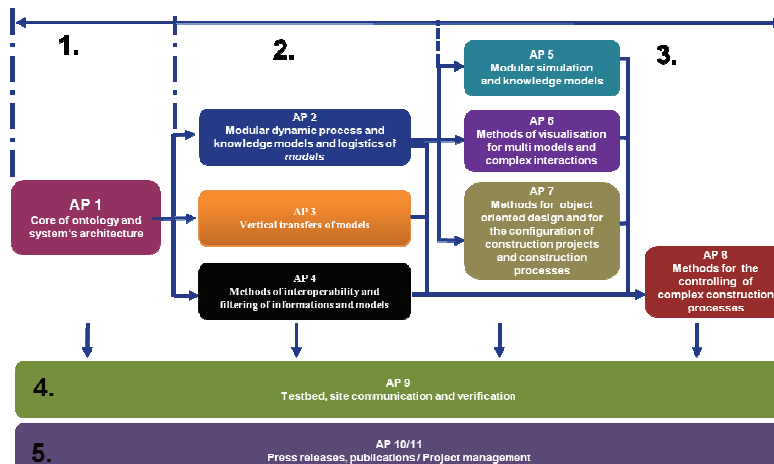 1.
2.
3.
AP 1
Core of ontology and
system's architecture
AP 2
Modular dynamic process and
knowledge models and logistics of
models
AP 3
Vertical transfers of models
AP 4
Methods of interoperability and
filtering of informations and models
AP 5
Modular simulation
and knowledge models
AP 6
Methods of visualisation
for multi models and
complex interactions
AP 7
Methods for object
oriented design and for
the configuration of
construction projects
and construction
processes
AP 8
Methods for the
controlling of
complex construction
processes
4.
AP 9
Testbed, site communication and verification
5.
AP 10/11
Press releases, publications / Project management